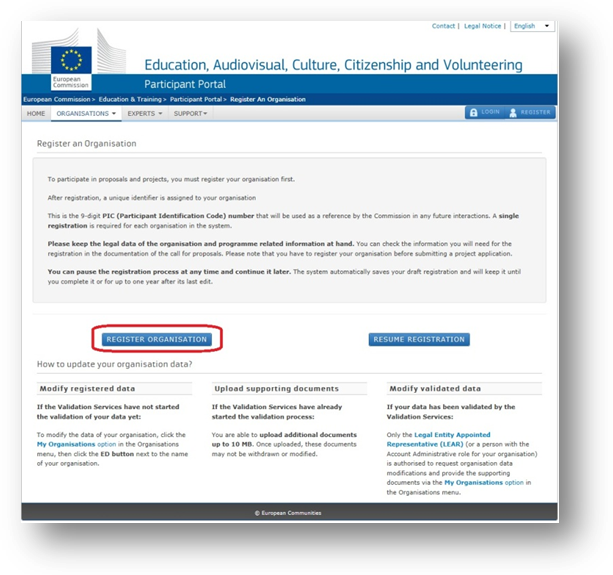 Contact | Legal Notice | English
Education, Audiovisual, Culture, Citizenship and Volunteering
European
Commission
Participant Portal
European Commission > Education & Training > Participant Portal > Register An Organisation
HOME ORGANISATIONS EXPERTS SUPPORT LOGIN REGISTER
Register an Organisation
To participate in proposals and projects, you must register your organisation first.
After registration, a unique identifier is assigned to your organisation
This is the 9-digit PIC (Participant Identification Code) number that will be used as a reference by the Commission in any future interactions. A single
registration is required for each organisation in the system.
Please keep the legal data of the organisation and programme related information at hand. You can check the information you will need for the
registration in the documentation of the call for proposals. Please note that you have to register your organisation before submitting a project application.
You can pause the registration process at any time and continue it later. The system automatically saves your draft registration and will keep it until
you complete it or for up to one year after its last edit.
REGISTER ORGANISATION RESUME REGISTRATION
How to update your organisation data?
Modify registered data
If the Validation Services have not started
the validation of your data yet:
To modify the data of your organisation, click the
My Organisations option in the Organisations
menu, then click the ED button next to the name
of your organisation.
Upload supporting documents
If the Validation Services have already
started the validation process:
You are able to upload additional documents
up to 10 MB. Once uploaded, these documents
may not be withdrawn or modified.
Modify validated data
If your data has been validated by the
Validation Services:
Only the Legal Entity Appointed
Representative (LEAR) (or a person with the
Account Administrative role for your organisation)
is authorised to request organisation data
modifications and provide the supporting
documents via the My Organisations option in
the Organisations menu.
© European Communities